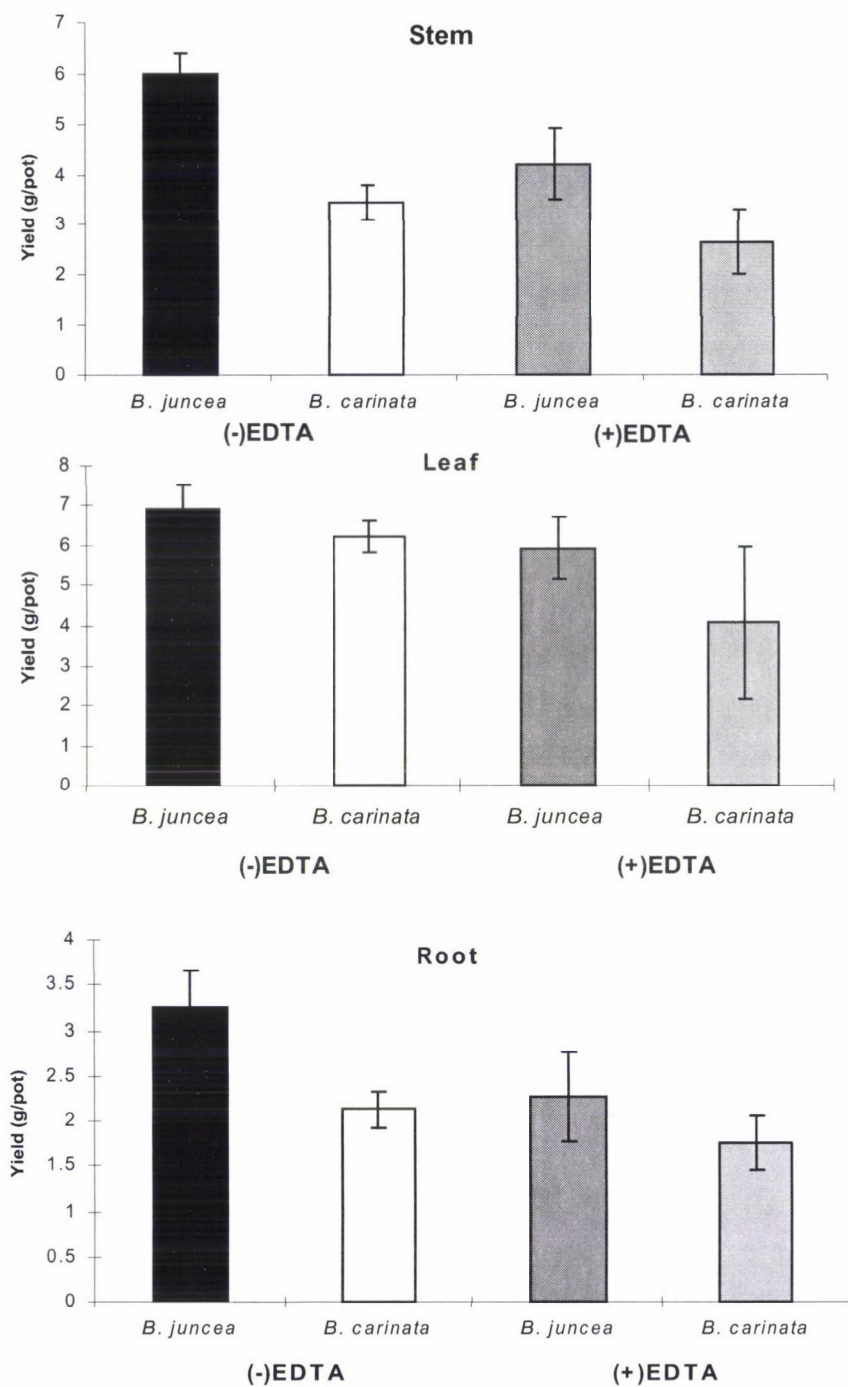 Stem
Yield (g/pot)
7
6
5
4
3
2
1
0
B. juncea B. carinata B. juncea B. carinata
(-)EDTA (+)EDTA
Leaf
Yield (g/pot)
8
7
6
5
4
3
2
1
0
B. juncea B. carinata B. juncea B. carinata
(-)EDTA (+)EDTA
Root
Yield (g/pot)
4
3.5
3
2.5
2
1.5
1
0.5
0
B. juncea B. carinata B. juncea B. carinata
(-)EDTA (+)EDTA